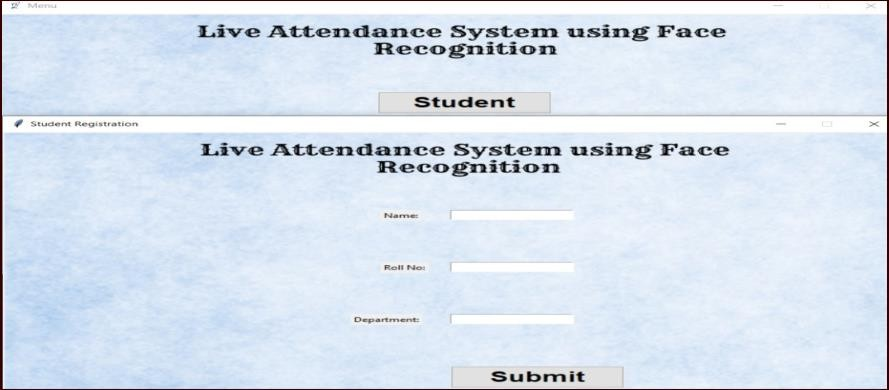 Menu
Live Attendance System using Face
Recognition
Student
Student Registration
Live Attendance System using Face
Recognition
Name:
Roll No:
Department:
Submit